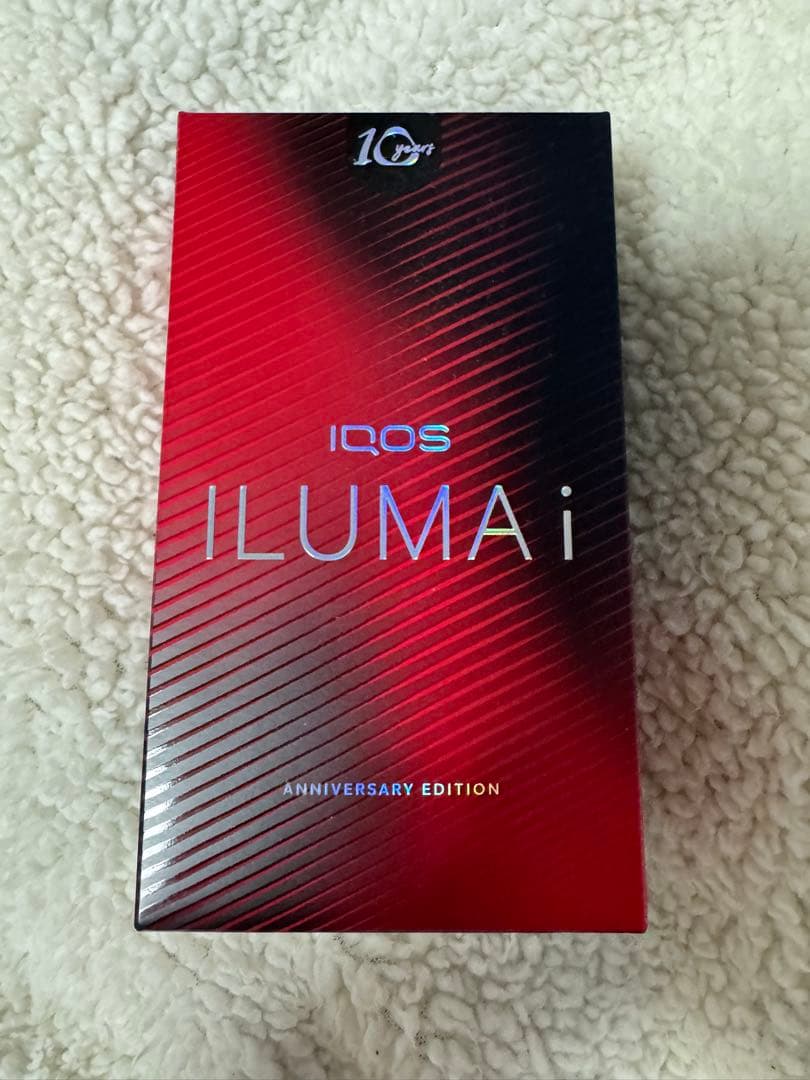 10 years
IQOS
ILUMA i
ANNIVERSARY EDITION